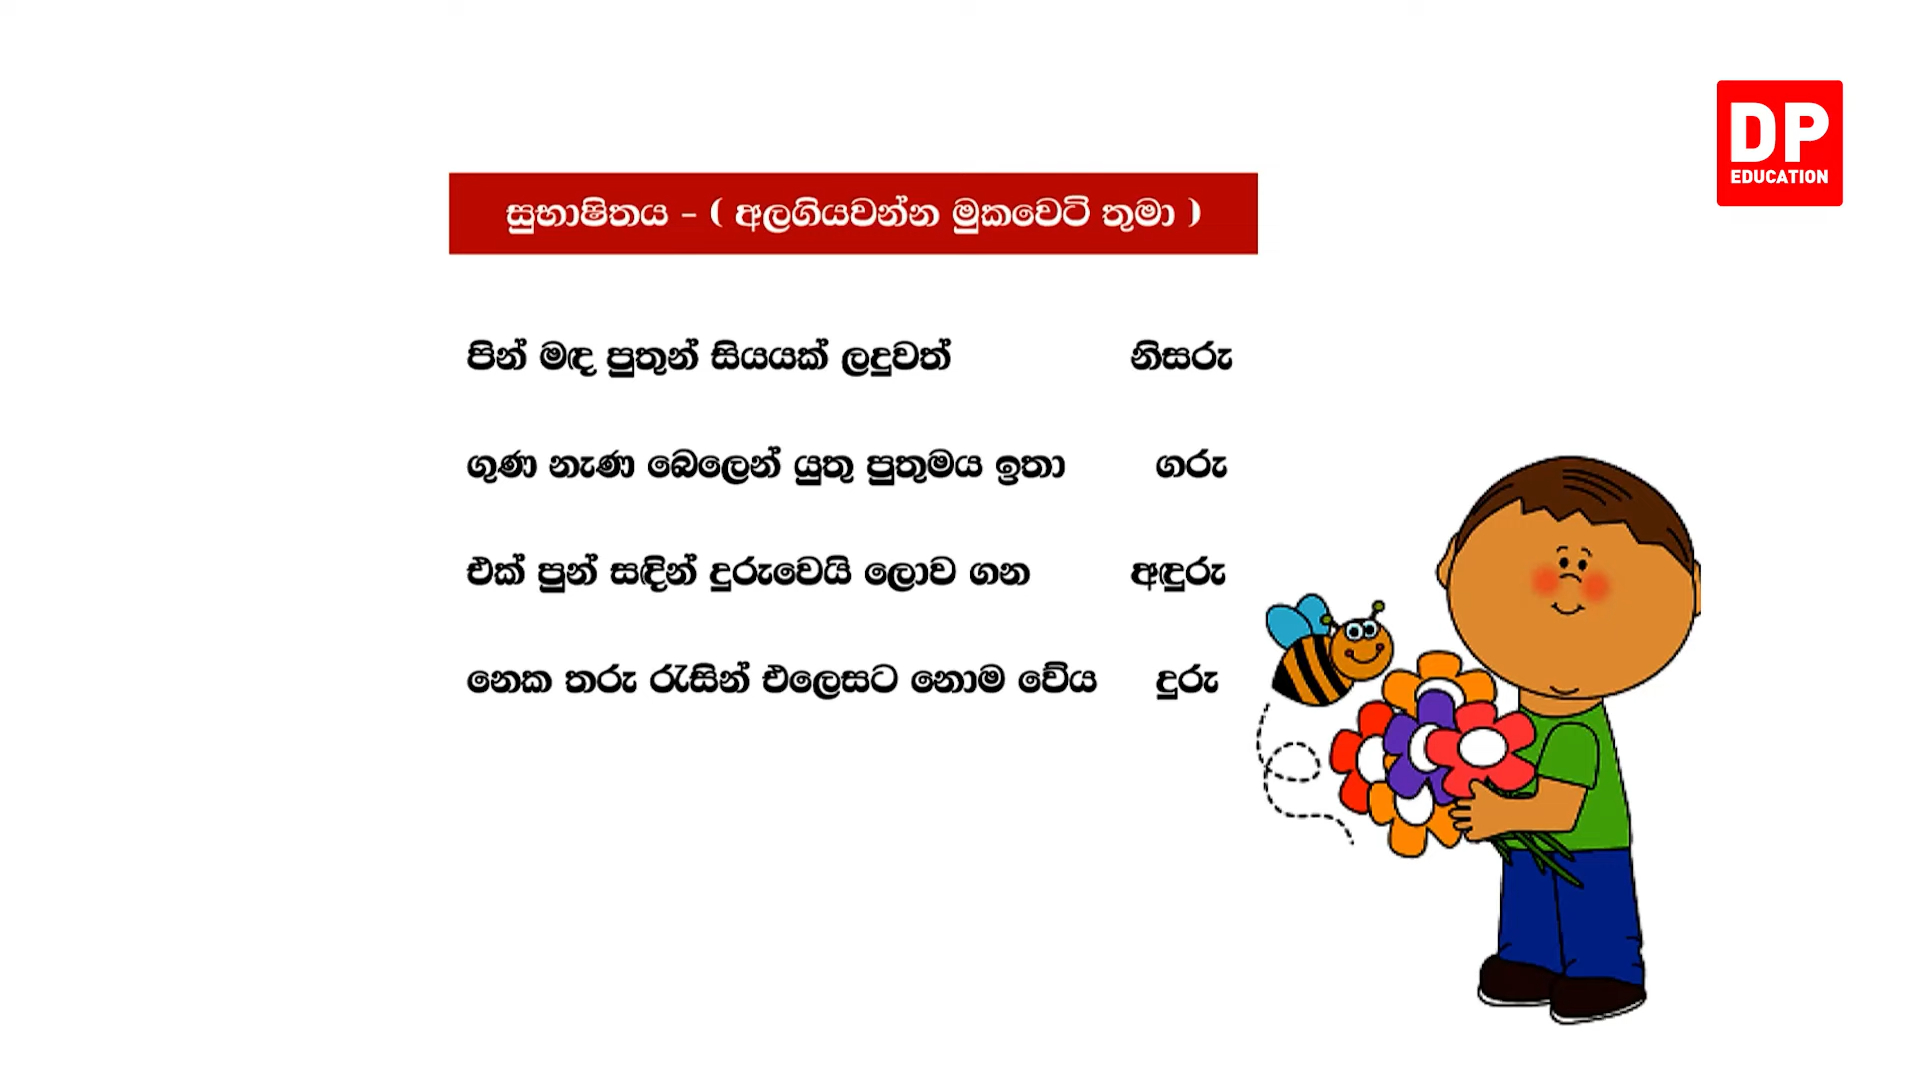 DP
EDUCATION
සුභාෂිතය - ( අලගියවන්න මුකවෙටි තුමා )
පින් මඳ පුතුන් සියයක් ලදුවත් නිසරු
ගුණ නැණ බෙලෙන් යුතු පුතුමය ඉතා ගරු
එක් පුන් සඳින් දුරුවෙයි ලොව ගන අඳුරු
නෙක තරු රැසින් එලෙසට නොම වේය දුරු